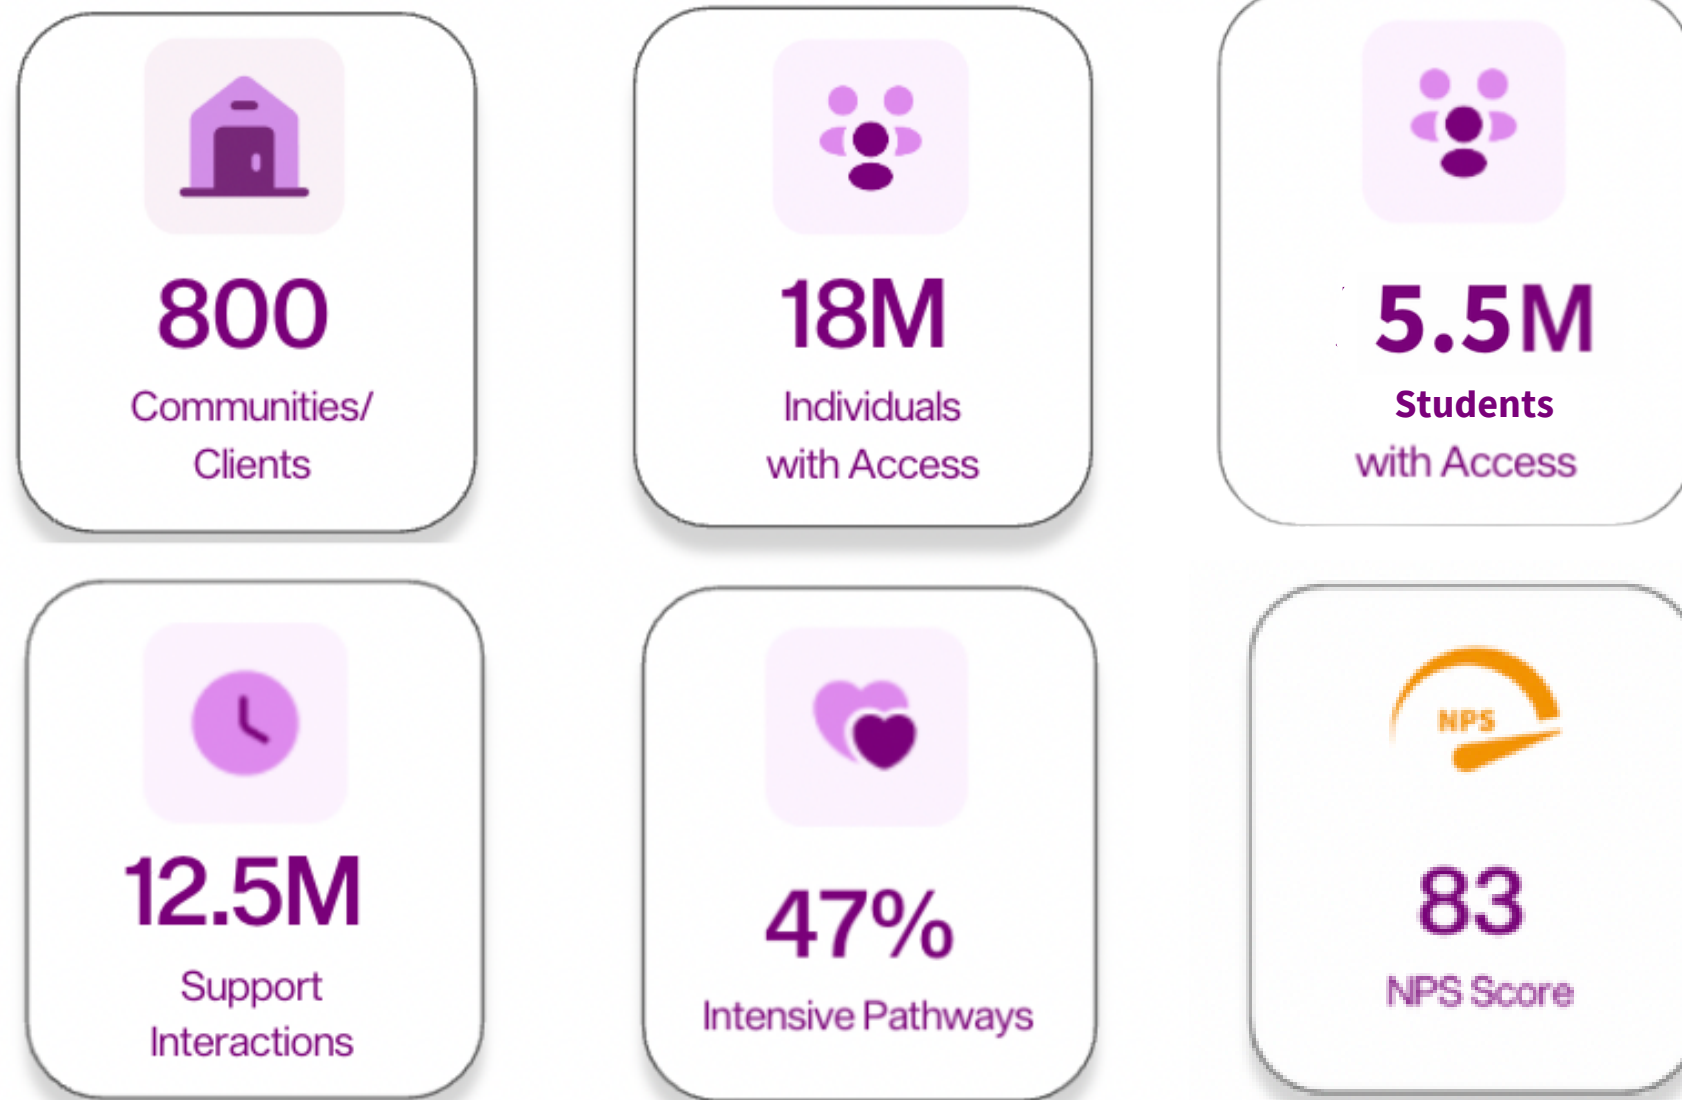 800
Communities/
Clients
18M
Individuals
with Access
5.5M
Students
with Access
12.5M
Support
Interactions
47%
Intensive Pathways
NPS
83
NPS Score